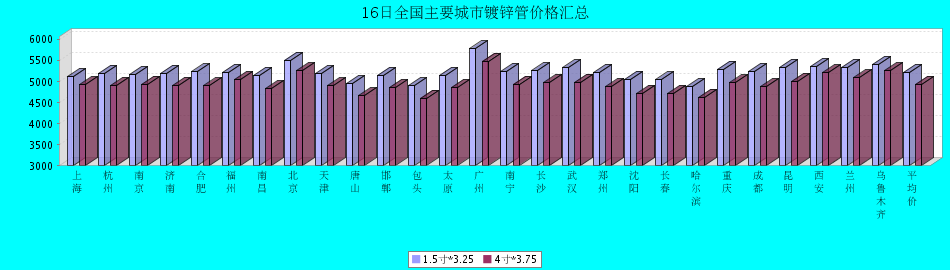 16日全国主要城市镀锌管价格汇总
6000
5500
5000
4500
4000
3500
3000
上海 杭州 南京 济南 合肥 福州 南昌 北京 天津 唐山 邯郸 包头 太原 广州 南宁 长沙 武汉 郑州 沈阳 长春 哈尔滨 重庆 成都 昆明 西安 兰州 乌鲁木齐 平均价
1.5寸*3.25 4寸*3.75